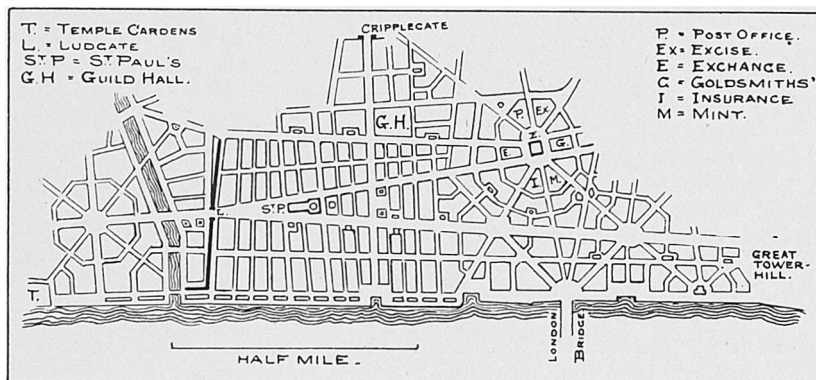 CRIPPLEGATE
T. = TEMPLE GARDENS
L. = LUDGATE
ST. P = ST. PAUL'S
G.H = GUILD HALL.
P. = POST OFFICE.
EX = EXCISE.
E = EXCHANGE.
G = GOLDSMITHS'
I = INSURANCE
M = MINT.
G.H.
P.
EX.
Z.
E.
G.
I
M.
ST. P.
L.
GREAT
TOWER-
HILL.
T.
LONDON
BRIDGE.
HALF MILE.-